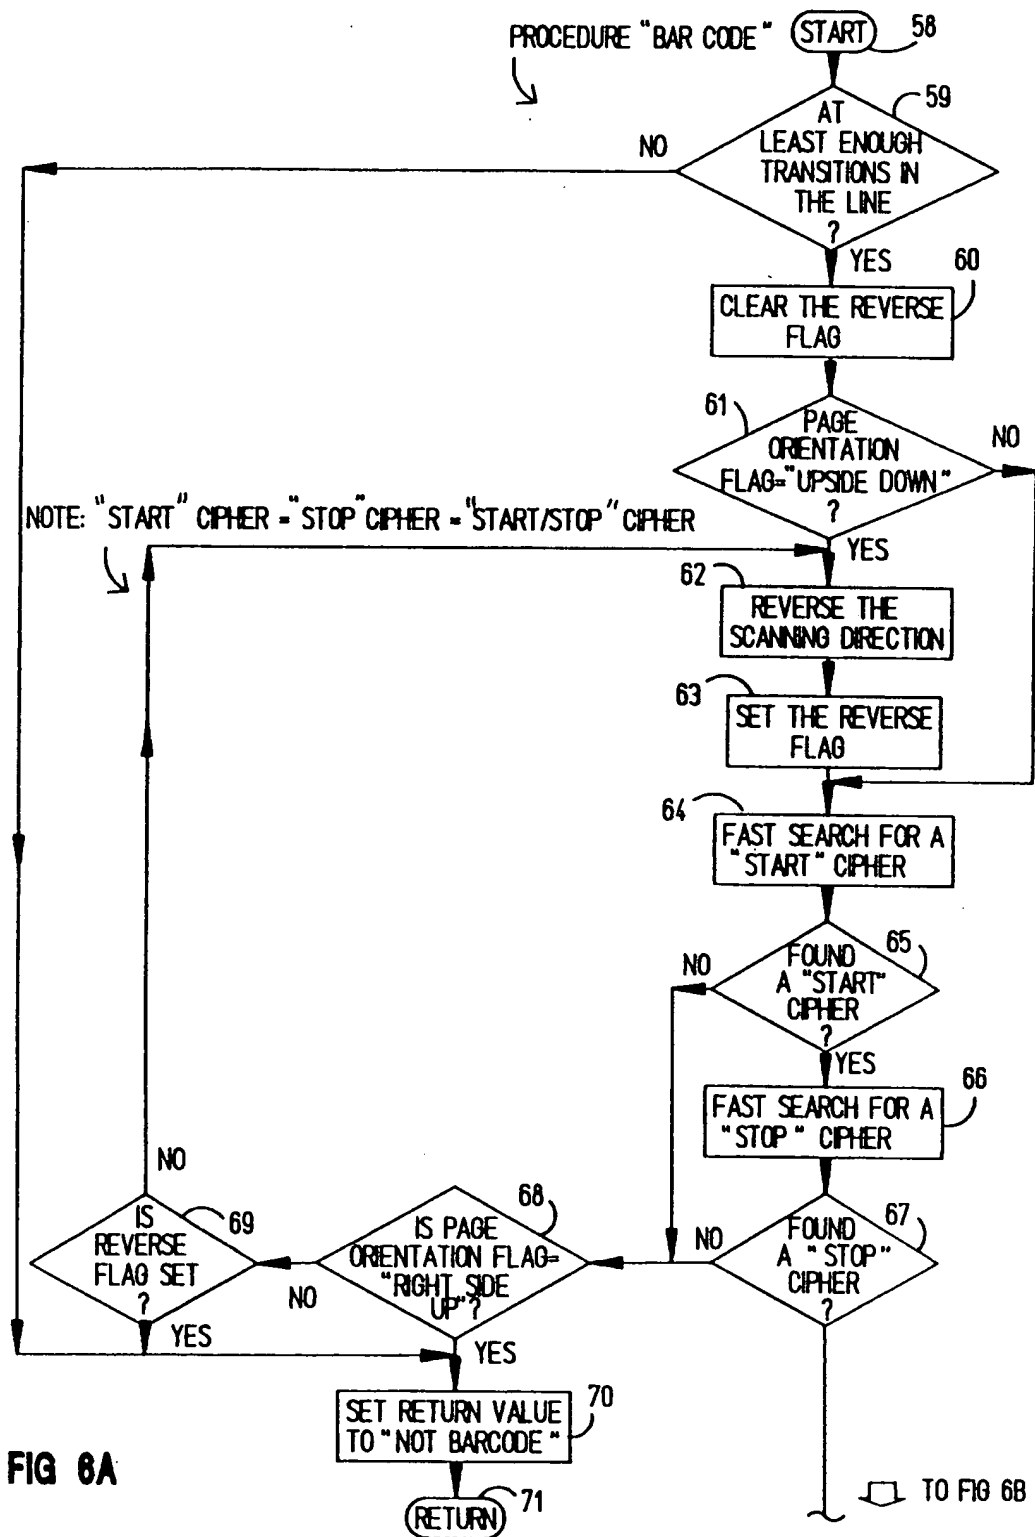 PROCEDURE "BAR CODE"
START
58
AT
LEAST ENOUGH
TRANSITIONS IN
THE LINE
?
59
NO
YES
60
CLEAR THE REVERSE
FLAG
61
PAGE
ORIENTATION
FLAG="UPSIDE DOWN"
?
NO
YES
NOTE: "START" CIPHER = "STOP" CIPHER = "START/STOP" CIPHER
62
REVERSE THE
SCANNING DIRECTION
63
SET THE REVERSE
FLAG
64
FAST SEARCH FOR A
"START" CIPHER
65
FOUND
A "START"
CIPHER
?
NO
YES
66
FAST SEARCH FOR A
"STOP" CIPHER
67
FOUND
A "STOP"
CIPHER
?
NO
68
IS PAGE
ORIENTATION FLAG=
"RIGHT SIDE
UP"?
NO
YES
69
IS
REVERSE
FLAG SET
?
NO
YES
SET RETURN VALUE
TO "NOT BARCODE"
70
RETURN
71
FIG 6A
TO FIG 6B